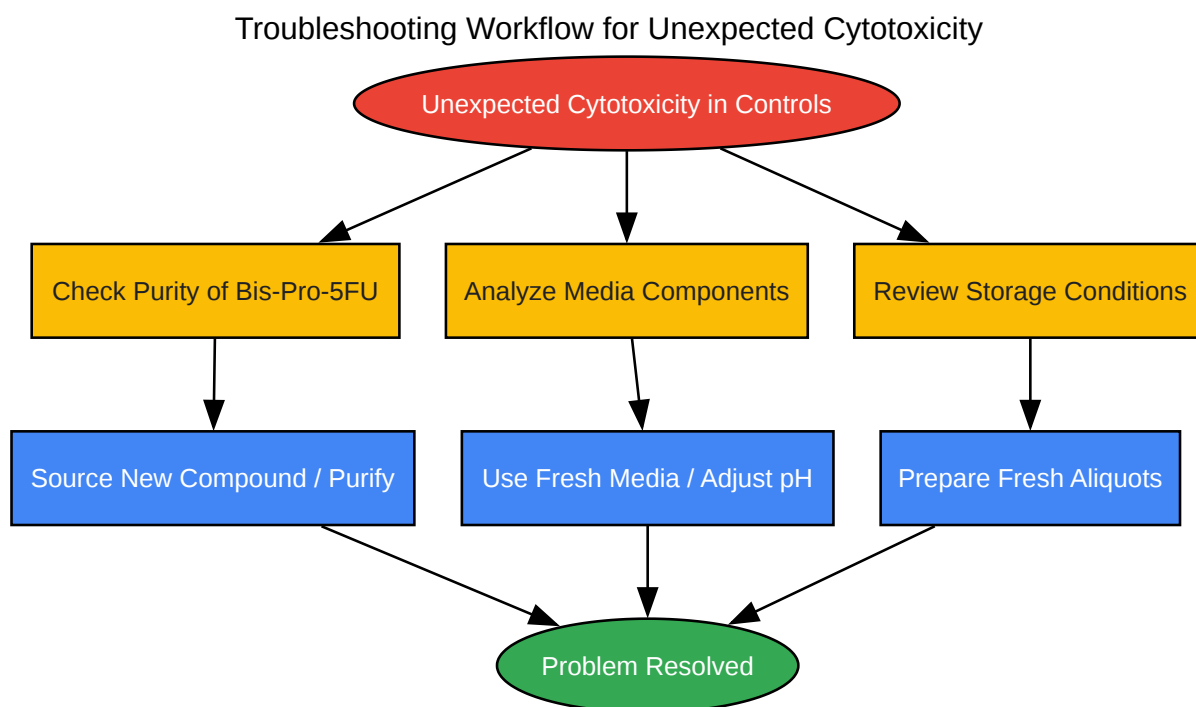 Troubleshooting Workflow for Unexpected Cytotoxicity
Unexpected Cytotoxicity in Controls
Check Purity of Bis-Pro-5FU
Analyze Media Components
Review Storage Conditions
Source New Compound / Purify
Use Fresh Media / Adjust pH
Prepare Fresh Aliquots
Problem Resolved